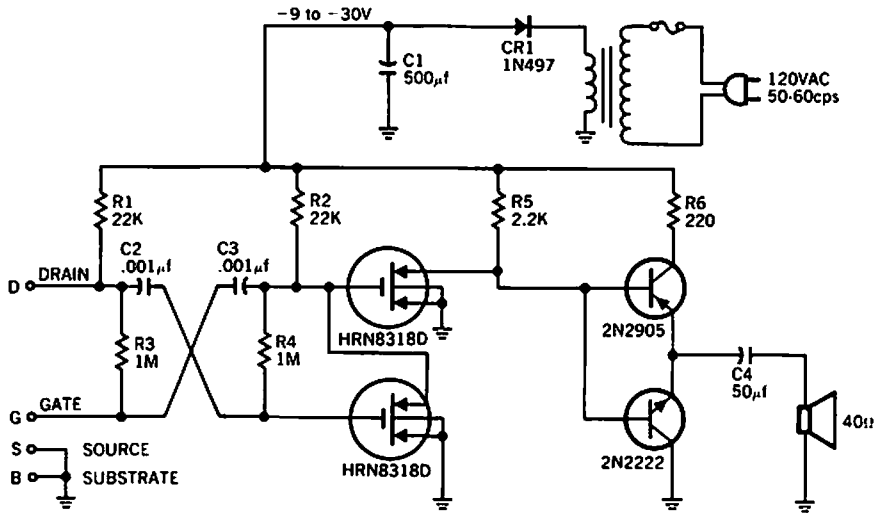 −9 to −30V
C1
500μf
CR1
1N497
120VAC
50-60cps
R1
22K
R2
22K
R5
2.2K
R6
220
C2
.001μf
C3
.001μf
D
DRAIN
R3
1M
R4
1M
HRN8318D
2N2905
C4
50μf
G
GATE
HRN8318D
2N2222
40Ω
S
SOURCE
B
SUBSTRATE